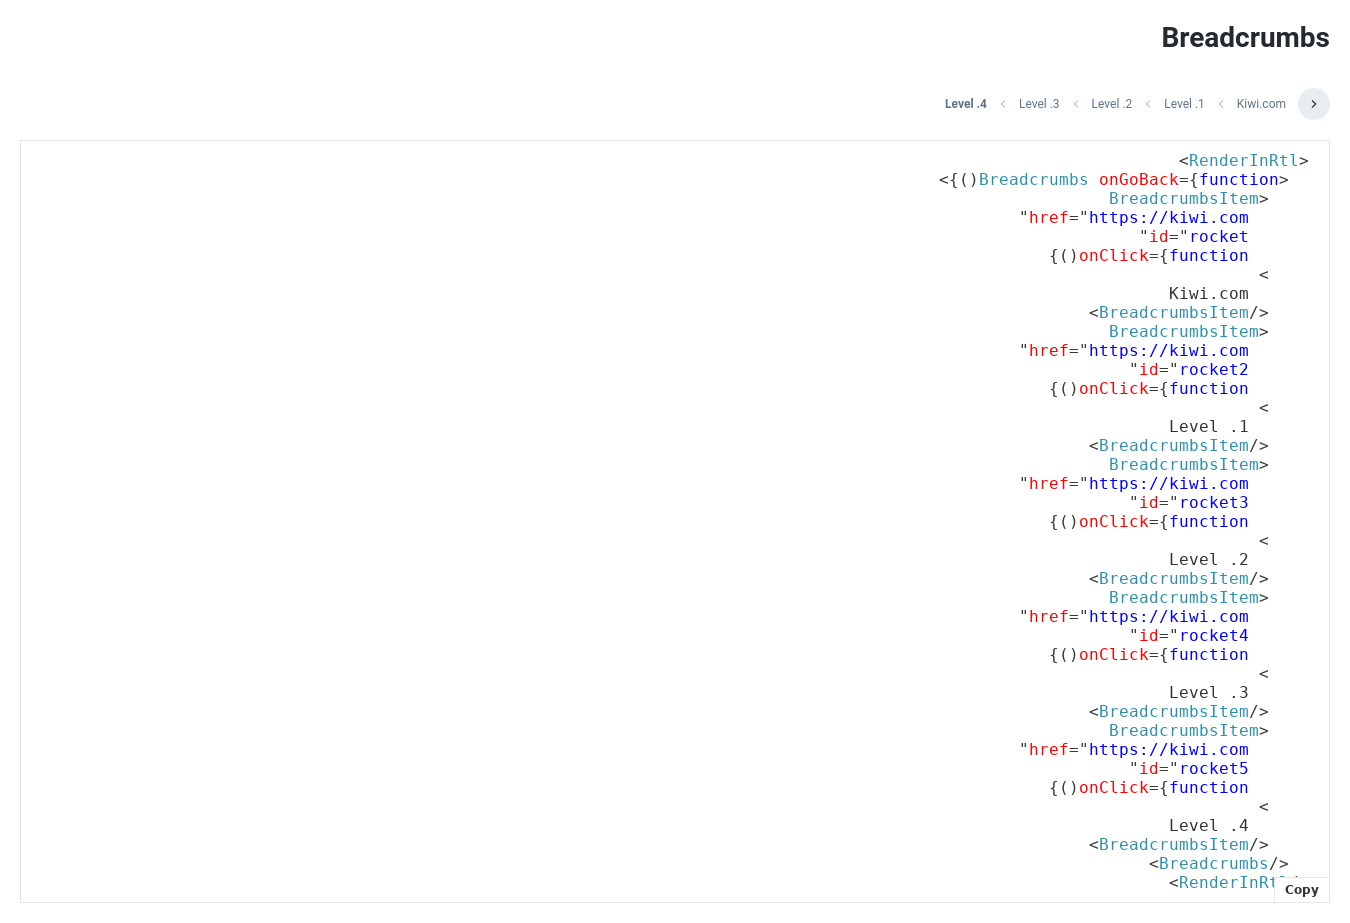 Breadcrumbs
Level .4 < Level .3 < Level .2 < Level .1 < Kiwi.com >
<RenderInRtl>
<{()Breadcrumbs onGoBack={function>
BreadcrumbsItem>
"href="https://kiwi.com
"id="rocket
{()onClick={function
<
Kiwi.com
<BreadcrumbsItem/>
BreadcrumbsItem>
"href="https://kiwi.com
"id="rocket2
{()onClick={function
<
Level .1
<BreadcrumbsItem/>
BreadcrumbsItem>
"href="https://kiwi.com
"id="rocket3
{()onClick={function
<
Level .2
<BreadcrumbsItem/>
BreadcrumbsItem>
"href="https://kiwi.com
"id="rocket4
{()onClick={function
<
Level .3
<BreadcrumbsItem/>
BreadcrumbsItem>
"href="https://kiwi.com
"id="rocket5
{()onClick={function
<
Level .4
<BreadcrumbsItem/>
<Breadcrumbs/>
<RenderInRtl/>
Copy